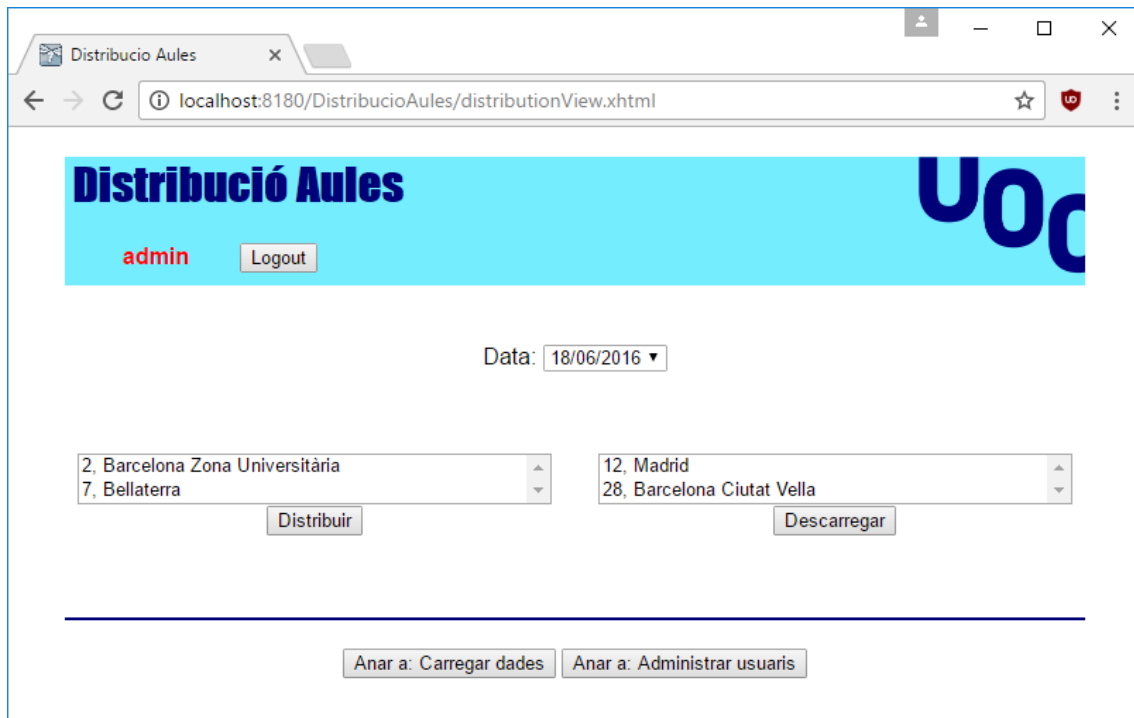 Distribucio Aules
localhost:8180/DistribucioAules/distributionView.xhtml
Distribució Aules
UOC
admin
Logout
Data: 18/06/2016
2, Barcelona Zona Universitària
7, Bellaterra
12, Madrid
28, Barcelona Ciutat Vella
Distribuir
Descarregar
Anar a: Carregar dades
Anar a: Administrar usuaris